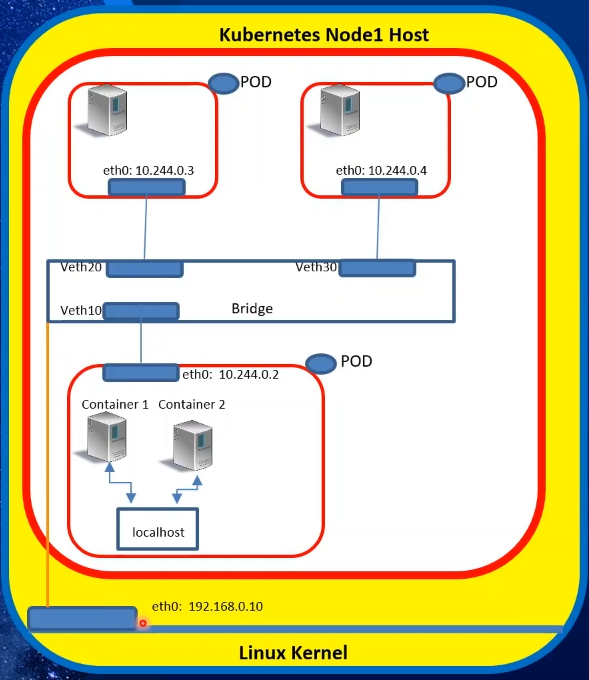 Kubernetes Node1 Host
POD
POD
eth0: 10.244.0.3
eth0: 10.244.0.4
Veth20
Veth30
Veth10
Bridge
POD
eth0: 10.244.0.2
Container 1
Container 2
localhost
eth0: 192.168.0.10
Linux Kernel